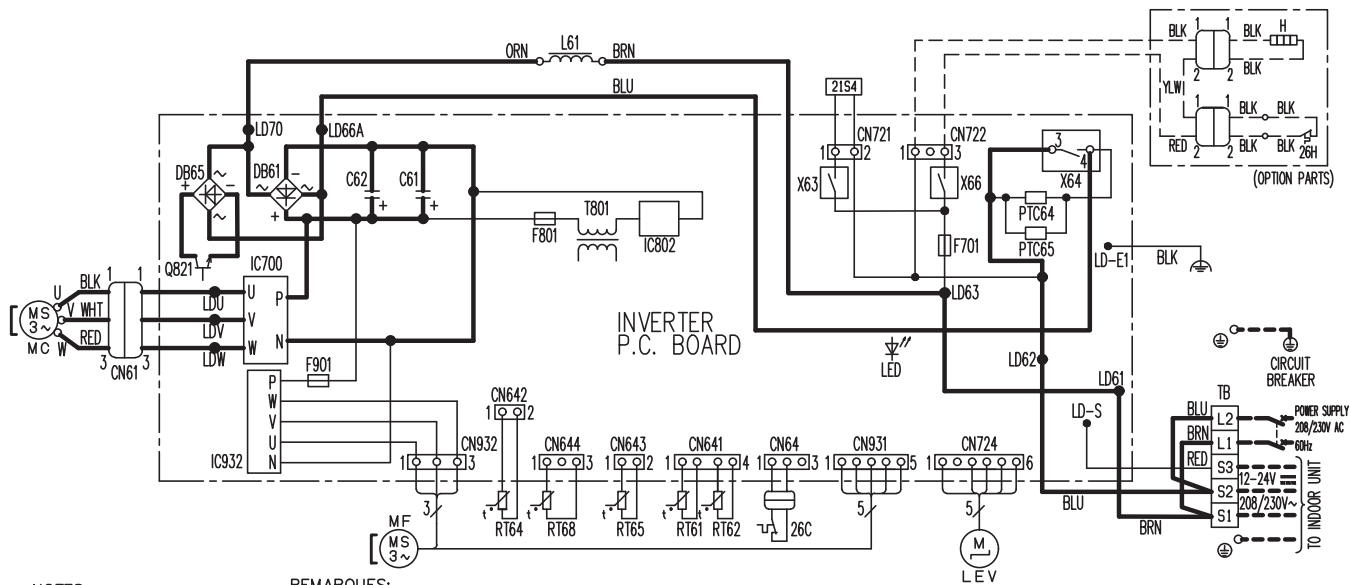 ORN L61 BRN
BLU
LD70 LD66A
DB65 DB61
C62 C61
+ - ~ ~
~ - ~ +
+ +
Q821
IC700
U P
V
W N
F801
T801
IC802
2IS4
CN721
1 2
CN722
1 3
X63
X66
F701
3 4
X64
PTC64
PTC65
LD-E1
BLK
BLK 1 1 BLK H
2 2 BLK
YLW
1 1 BLK BLK
RED 2 2 BLK BLK
26H
(OPTION PARTS)
U BLK 1 1 LDU
V WHT LDV
W RED 3 3 LDW
MS
3~
MC
CN61
P F901
W
V
U
N
IC932
INVERTER
P.C. BOARD
LED
LD63
LD62
LD61
LD-S
CIRCUIT
BREAKER
TB
BLU L2
BRN L1
RED S3
S2
S1
POWER SUPPLY
208/230V AC
60Hz
12-24V
208/230V~
TO INDOOR UNIT
BLU
BRN
CN932
1 3
3
CN642
1 2
t° RT64
CN644
1 3
t° RT68
CN643
1 2
t° RT65
CN641
1 4
t° RT61 t° RT62
CN64
1 3
26C
CN931
1 5
5
CN724
1 6
5
MF
MS
3~
M
LEV
NOTES
REMARQUES: